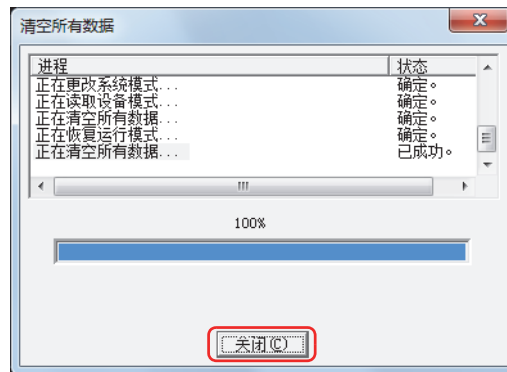 清空所有数据
进程 状态
正在更改系统模式... 确定。
正在读取设备模式... 确定。
正在清空所有数据... 确定。
正在恢复运行模式... 确定。
正在清空所有数据... 已成功。
100%
关闭(C)